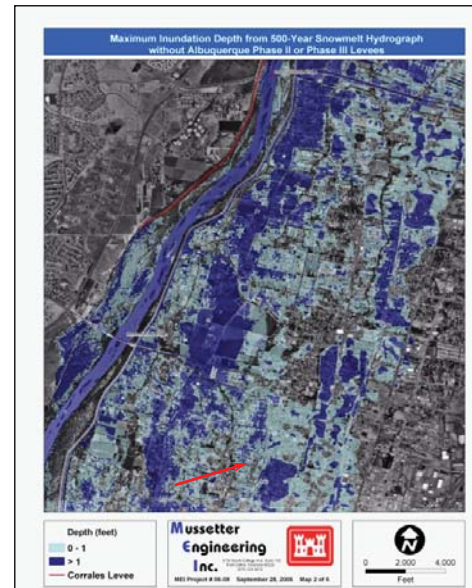 Maximum Inundation Depth from 500-Year Snowmelt Hydrograph
without Albuquerque Phase II or Phase III Levees
Depth (feet)
0 - 1
> 1
Corrales Levee
Mussetter
Engineering
Inc.
MEI Project # 06-09 September 28, 2006 Map 2 of 6
N
0 2,000 4,000
Feet